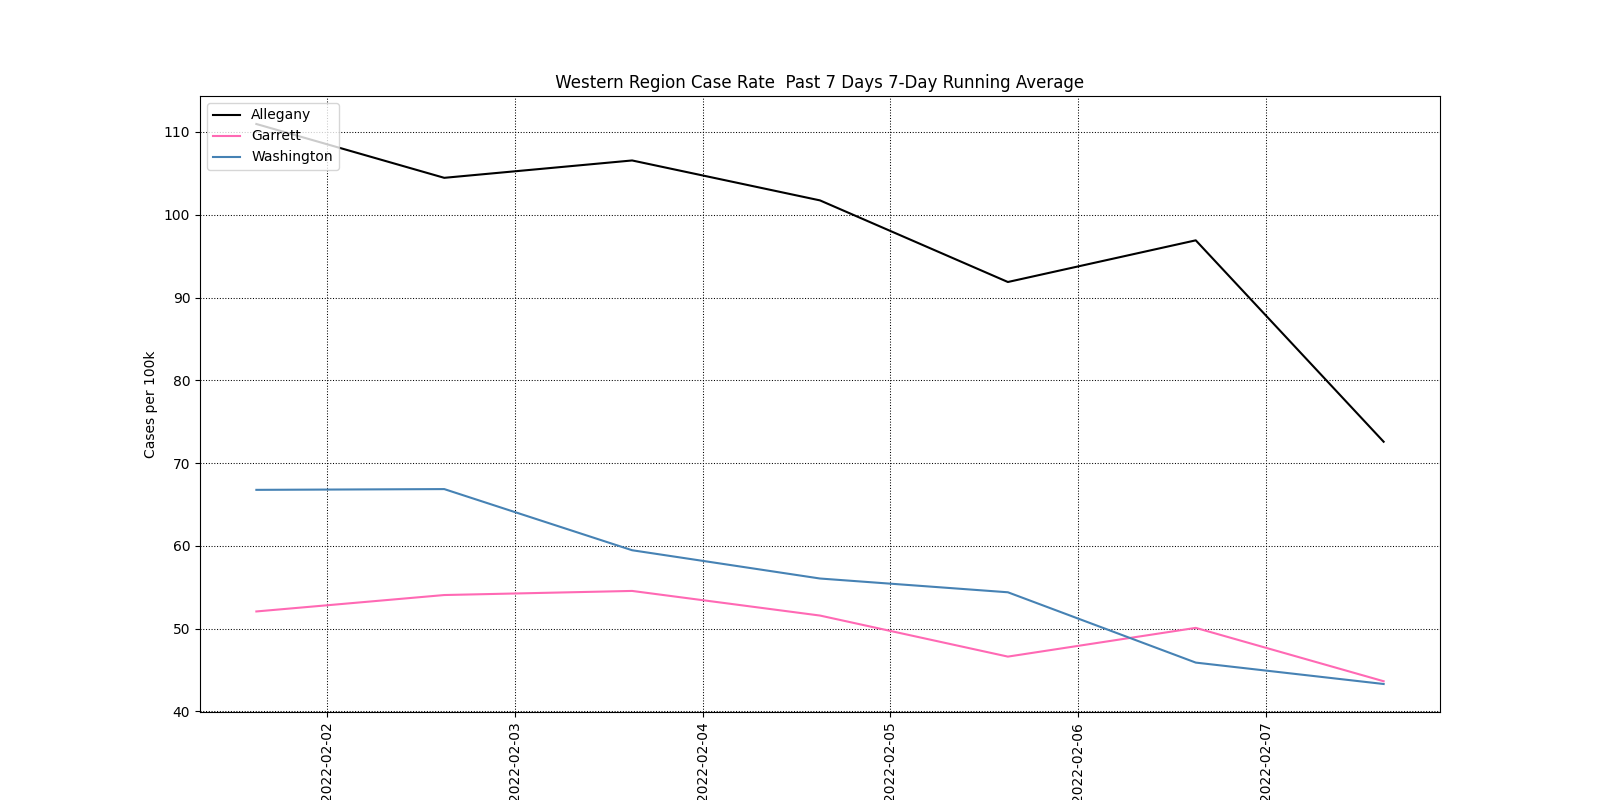 Western Region Case Rate  Past 7 Days 7-Day Running Average
Allegany
Garrett
Washington
Cases per 100k
110
100
90
80
70
60
50
40
2022-02-02
2022-02-03
2022-02-04
2022-02-05
2022-02-06
2022-02-07